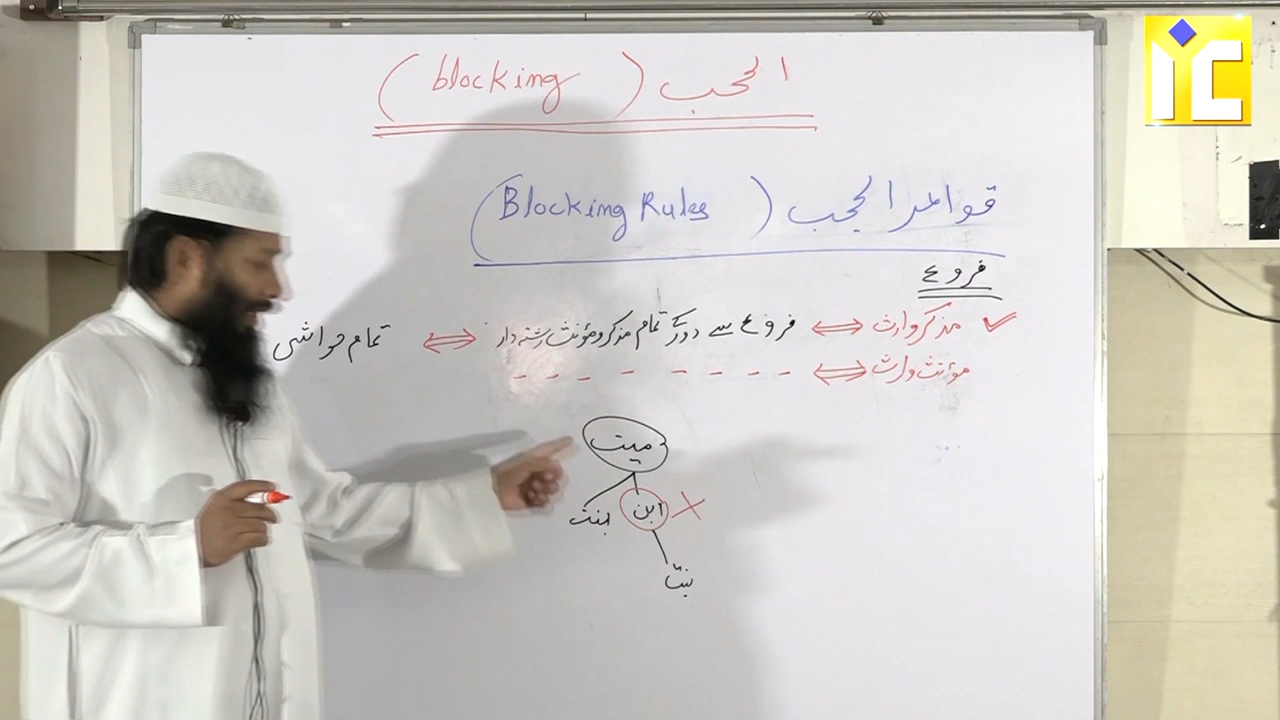 الحجب (blocking)
قواعد الحجب (Blocking Rules)
فروع
مذکر وارث ⟺ فروع سے دور کے تمام مذکر و مؤنث رشتہ دار ⟺ تمام حواشی
مؤنث وارث ⟺ - - - - - - - -
میت
بنت ابن ×
بنت
IC